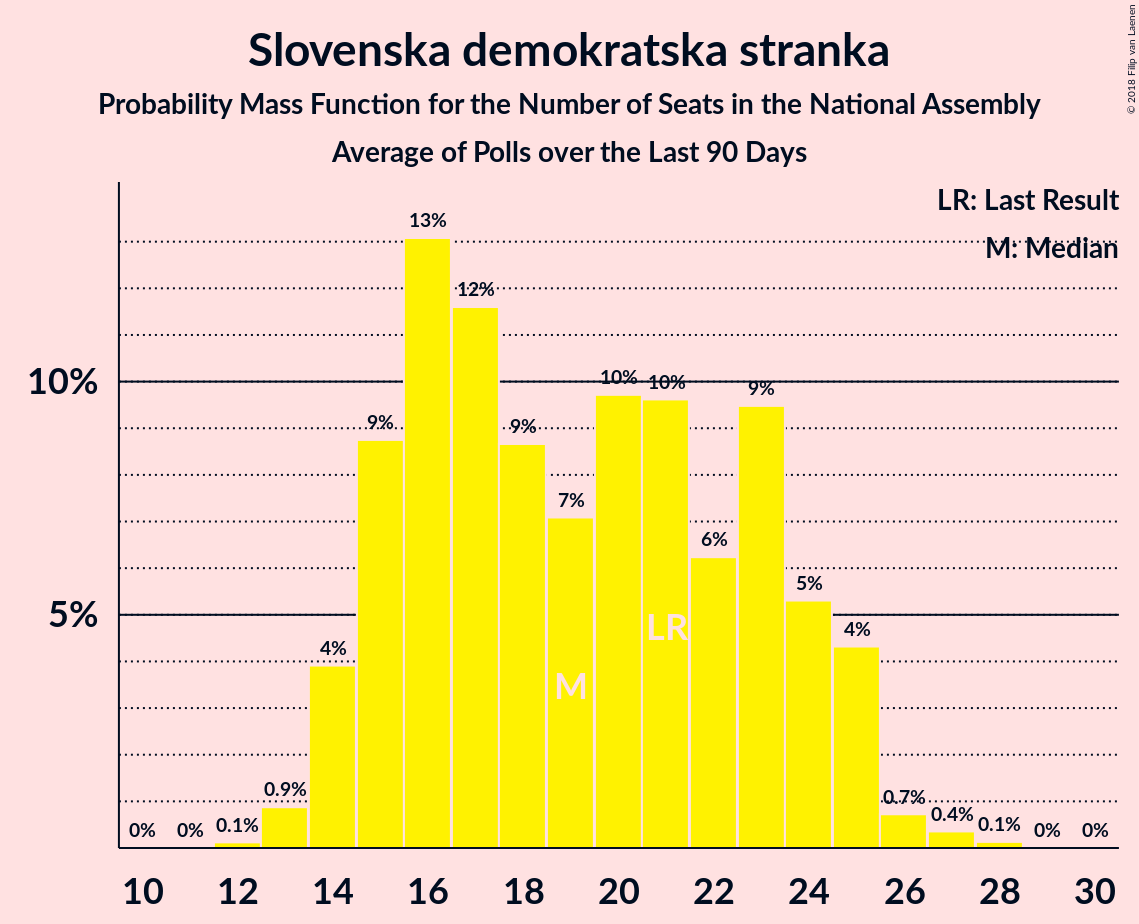 Slovenska demokratska stranka
Probability Mass Function for the Number of Seats in the National Assembly
Average of Polls over the Last 90 Days
© 2018 Filip van Laenen
LR: Last Result
M: Median
10%
5%
0%
0%
0.1%
0.9%
4%
9%
13%
12%
9%
7%
10%
10%
6%
9%
5%
4%
0.7%
0.4%
0.1%
0%
0%
LR
M
10 12 14 16 18 20 22 24 26 28 30